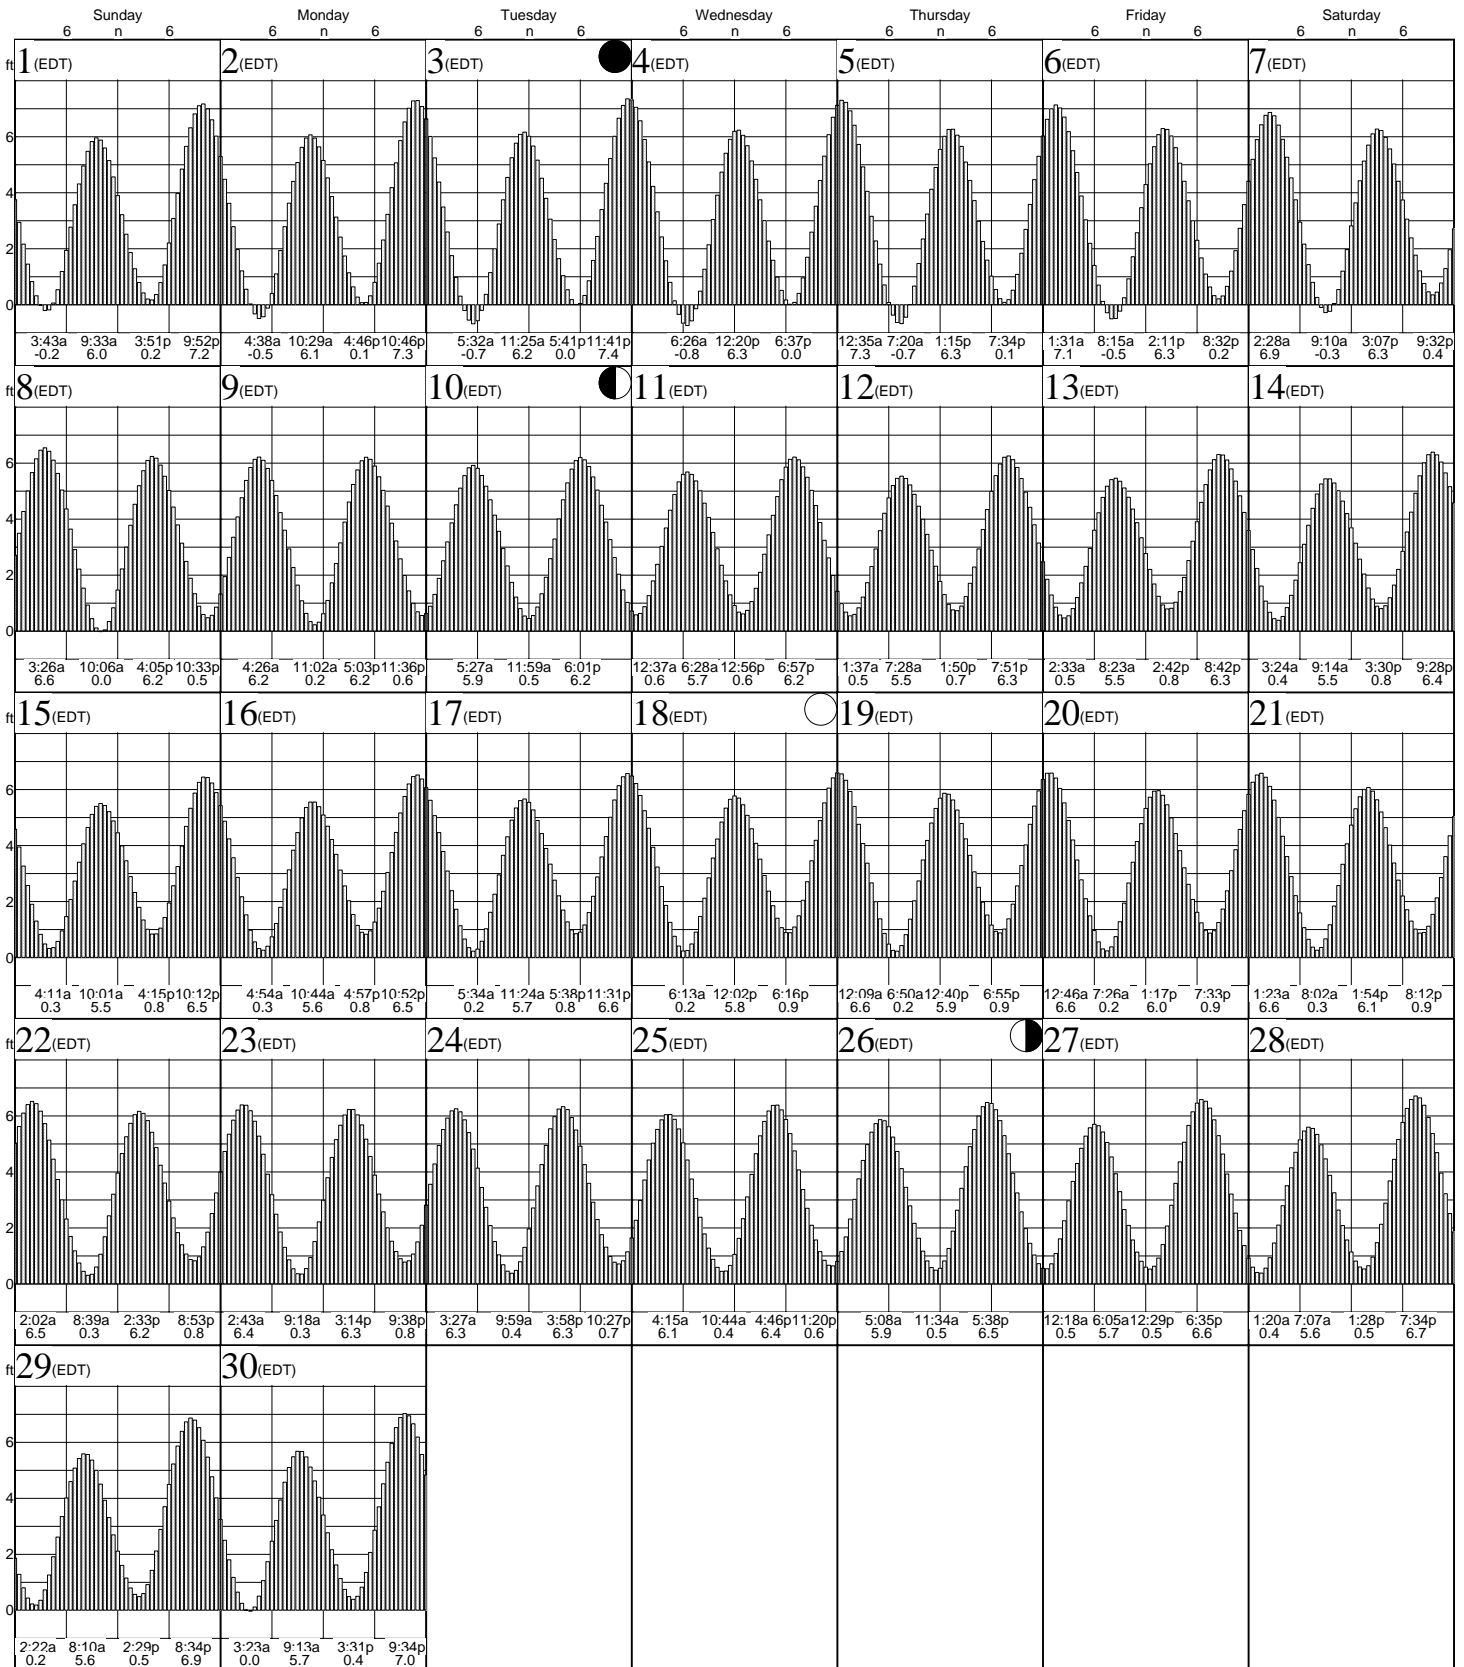 Sunday Monday Tuesday Wednesday Thursday Friday Saturday
6 n 6 6 n 6 6 n 6 6 n 6 6 n 6 6 n 6 6 n 6
ft 1(EDT) 2(EDT) 3(EDT) 4(EDT) 5(EDT) 6(EDT) 7(EDT)
6
4
2
0
3:43a 9:33a 3:51p 9:52p 4:38a 10:29a 4:46p 10:46p 5:32a 11:25a 5:41p 11:41p 6:26a 12:20p 6:37p 12:35a 7:20a 1:15p 7:34p 1:31a 8:15a 2:11p 8:32p 2:28a 9:10a 3:07p 9:32p
-0.2 6.0 0.2 7.2 -0.5 6.1 0.1 7.3 -0.7 6.2 0.0 7.4 -0.8 6.3 0.0 7.3 -0.7 6.3 0.1 7.1 -0.5 6.3 0.2 6.9 -0.3 6.3 0.4
ft 8(EDT) 9(EDT) 10(EDT) 11(EDT) 12(EDT) 13(EDT) 14(EDT)
6
4
2
0
3:26a 10:06a 4:05p 10:33p 4:26a 11:02a 5:03p 11:36p 5:27a 11:59a 6:01p 12:37a 6:28a 12:56p 6:57p 1:37a 7:28a 1:50p 7:51p 2:33a 8:23a 2:42p 8:42p 3:24a 9:14a 3:30p 9:28p
6.6 0.0 6.2 0.5 6.2 0.2 6.2 0.6 5.9 0.5 6.2 0.6 5.7 0.6 6.2 0.5 5.5 0.7 6.3 0.5 5.5 0.8 6.3 0.4 5.5 0.8 6.4
ft 15(EDT) 16(EDT) 17(EDT) 18(EDT) 19(EDT) 20(EDT) 21(EDT)
6
4
2
0
4:11a 10:01a 4:15p 10:12p 4:54a 10:44a 4:57p 10:52p 5:34a 11:24a 5:38p 11:31p 6:13a 12:02p 6:16p 12:09a 6:50a 12:40p 6:55p 12:46a 7:26a 1:17p 7:33p 1:23a 8:02a 1:54p 8:12p
0.3 5.5 0.8 6.5 0.3 5.6 0.8 6.5 0.2 5.7 0.8 6.6 0.2 5.8 0.9 6.6 0.2 5.9 0.9 6.6 0.2 6.0 0.9 6.6 0.3 6.1 0.9
ft 22(EDT) 23(EDT) 24(EDT) 25(EDT) 26(EDT) 27(EDT) 28(EDT)
6
4
2
0
2:02a 8:39a 2:33p 8:53p 2:43a 9:18a 3:14p 9:38p 3:27a 9:59a 3:58p 10:27p 4:15a 10:44a 4:46p 11:20p 5:08a 11:34a 5:38p 12:18a 6:05a 12:29p 6:35p 1:20a 7:07a 1:28p 7:34p
6.5 0.3 6.2 0.8 6.4 0.3 6.3 0.8 6.3 0.4 6.3 0.7 6.1 0.4 6.4 0.6 5.9 0.5 6.5 0.5 5.7 0.5 6.6 0.4 5.6 0.5 6.7
ft 29(EDT) 30(EDT)
6
4
2
0
2:22a 8:10a 2:29p 8:34p 3:23a 9:13a 3:31p 9:34p
0.2 5.6 0.5 6.9 0.0 5.7 0.4 7.0